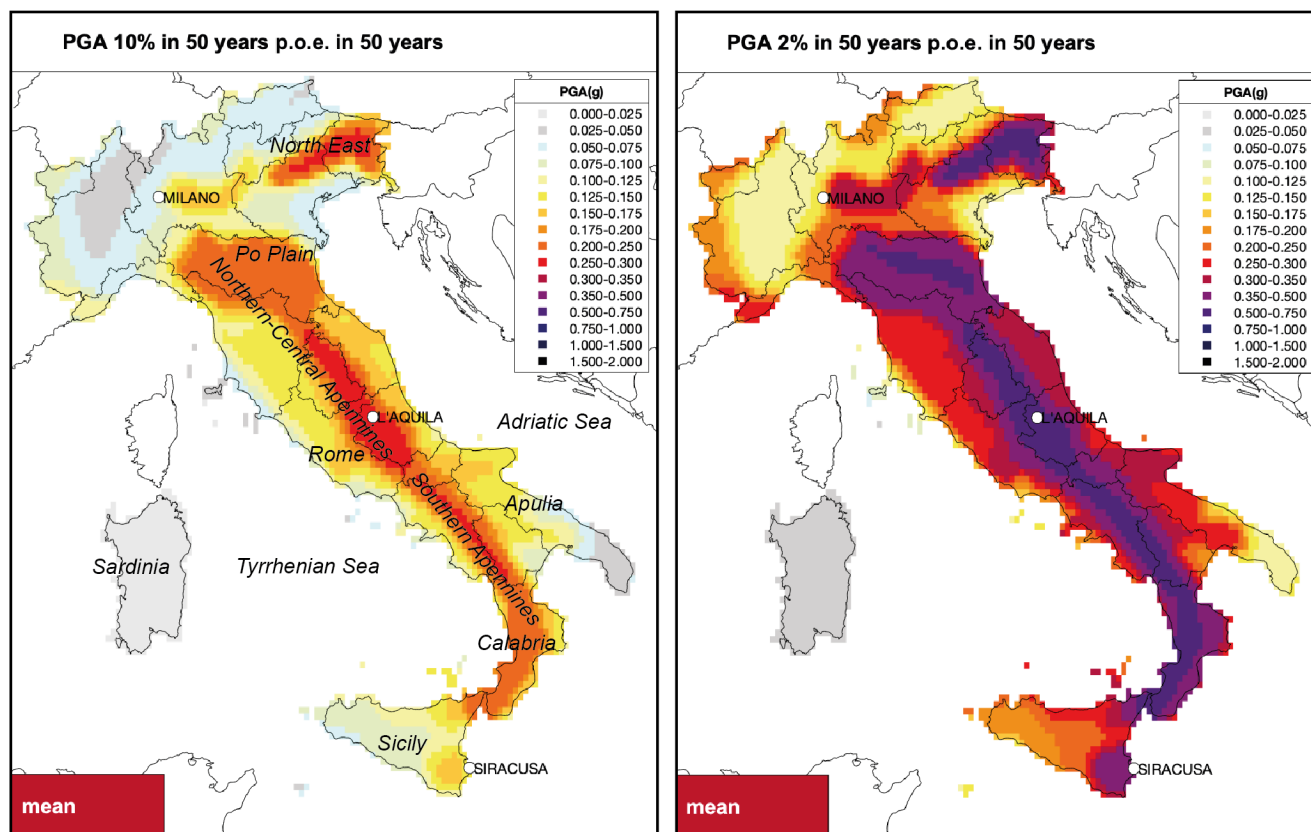 PGA 10% in 50 years p.o.e. in 50 years
PGA(g)
0.000-0.025
0.025-0.050
0.050-0.075
0.075-0.100
0.100-0.125
0.125-0.150
0.150-0.175
0.175-0.200
0.200-0.250
0.250-0.300
0.300-0.350
0.350-0.500
0.500-0.750
0.750-1.000
1.000-1.500
1.500-2.000
North East
MILANO
Po Plain
Northern-Central Apennines
L'AQUILA
Adriatic Sea
Rome
Southern Apennines
Apulia
Sardinia
Tyrrhenian Sea
Calabria
Sicily
SIRACUSA
mean
PGA 2% in 50 years p.o.e. in 50 years
PGA(g)
0.000-0.025
0.025-0.050
0.050-0.075
0.075-0.100
0.100-0.125
0.125-0.150
0.150-0.175
0.175-0.200
0.200-0.250
0.250-0.300
0.300-0.350
0.350-0.500
0.500-0.750
0.750-1.000
1.000-1.500
1.500-2.000
MILANO
L'AQUILA
SIRACUSA
mean